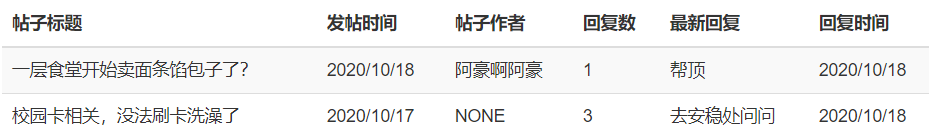 帖子标题 发帖时间 帖子作者 回复数 最新回复 回复时间
一层食堂开始卖面条馅包子了? 2020/10/18 阿豪啊阿豪 1 帮顶 2020/10/18
校园卡相关，没法刷卡洗澡了 2020/10/17 NONE 3 去安稳处问问 2020/10/18